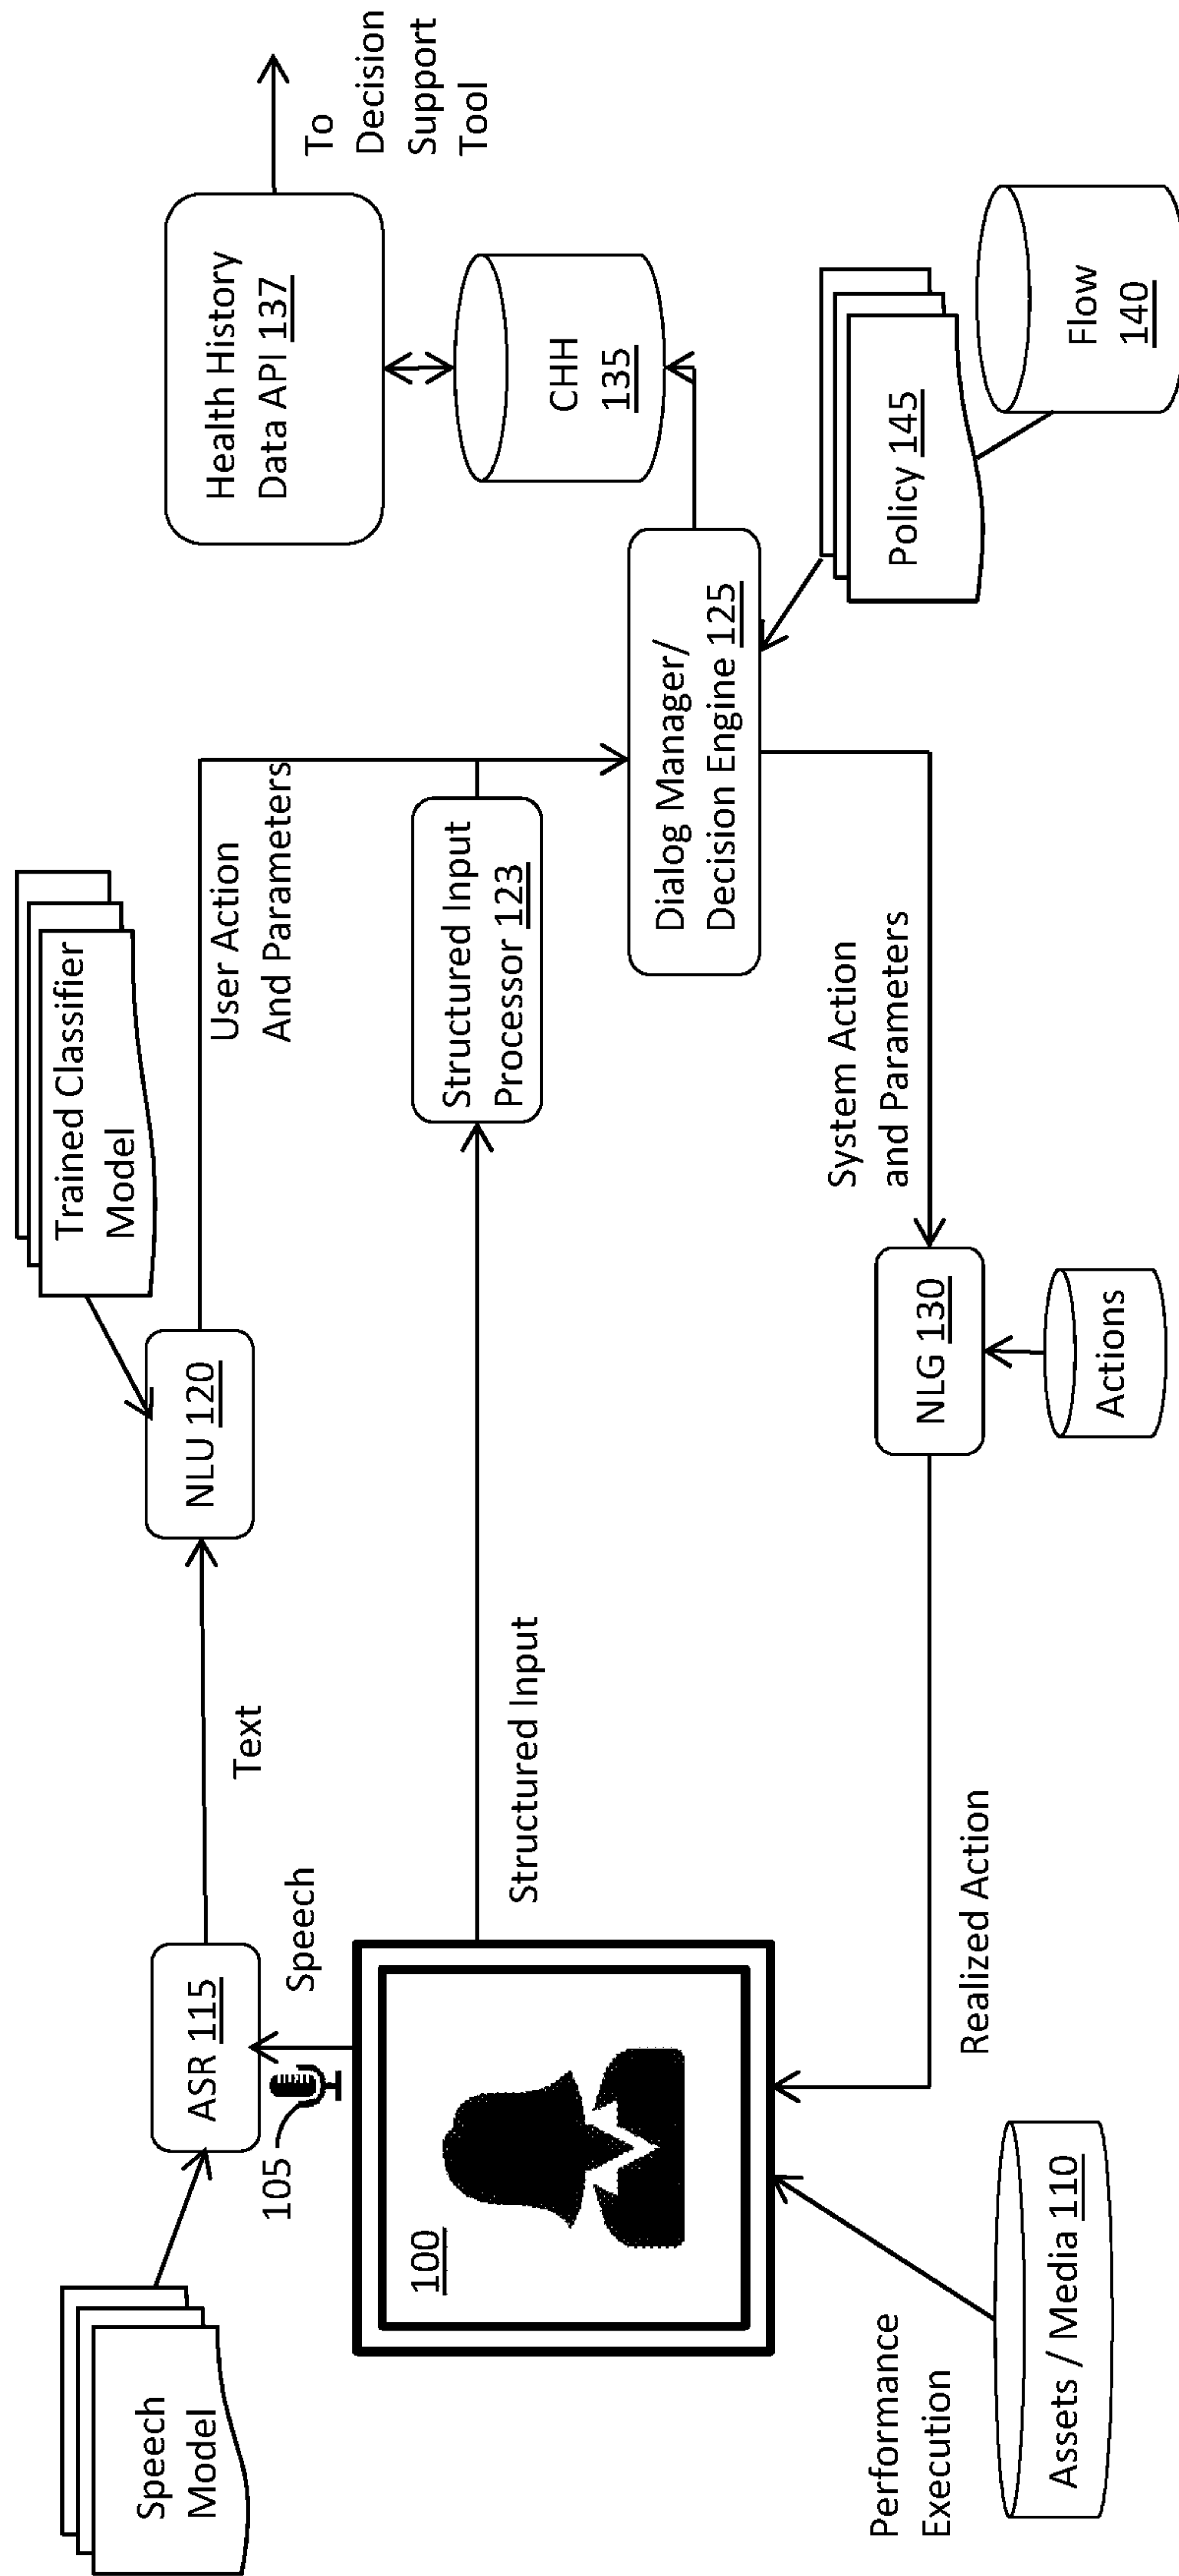 Speech
Model
ASR 115
105
Speech
Text
NLU 120
Trained Classifier
Model
User Action
And Parameters
100
Structured Input
Structured Input
Processor 123
Dialog Manager/
Decision Engine 125
Health History
Data API 137
To
Decision
Support
Tool
CHH
135
Policy 145
Flow
140
System Action
and Parameters
NLG 130
Actions
Realized Action
Performance
Execution
Assets / Media 110